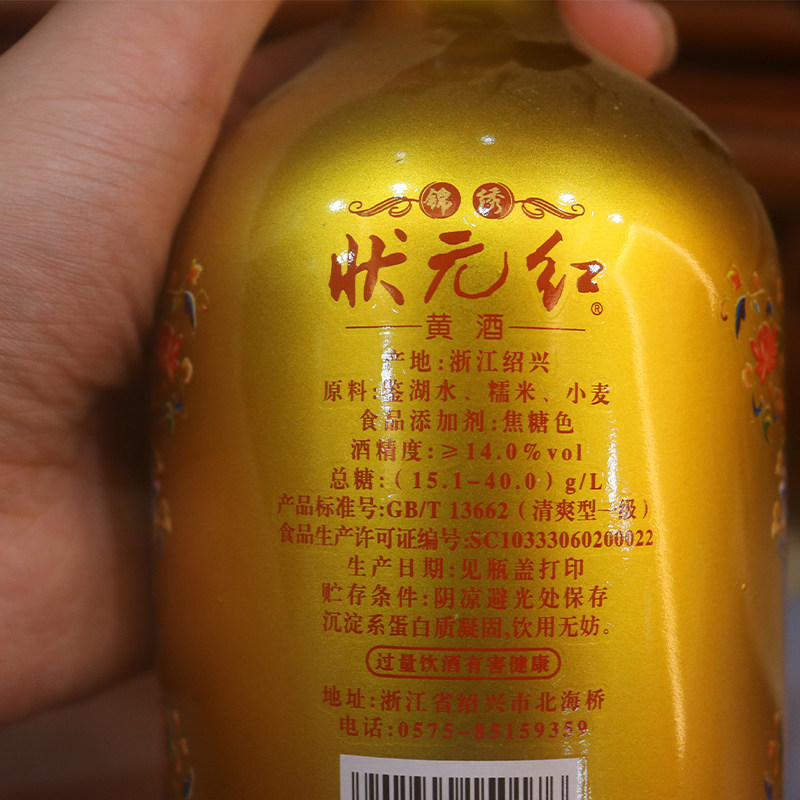 锦绣
状元红®
黄酒
产地:浙江绍兴
原料:鉴湖水、糯米、小麦
食品添加剂:焦糖色
酒精度:≥14.0%vol
总糖:(15.1-40.0)g/L
产品标准号:GB/T 13662(清爽型一级)
食品生产许可证编号:SC10333060200022
生产日期:见瓶盖打印
贮存条件:阴凉避光处保存
沉淀系蛋白质凝固,饮用无妨。
过量饮酒有害健康
地址:浙江省绍兴市北海桥
电话:0575-85159359